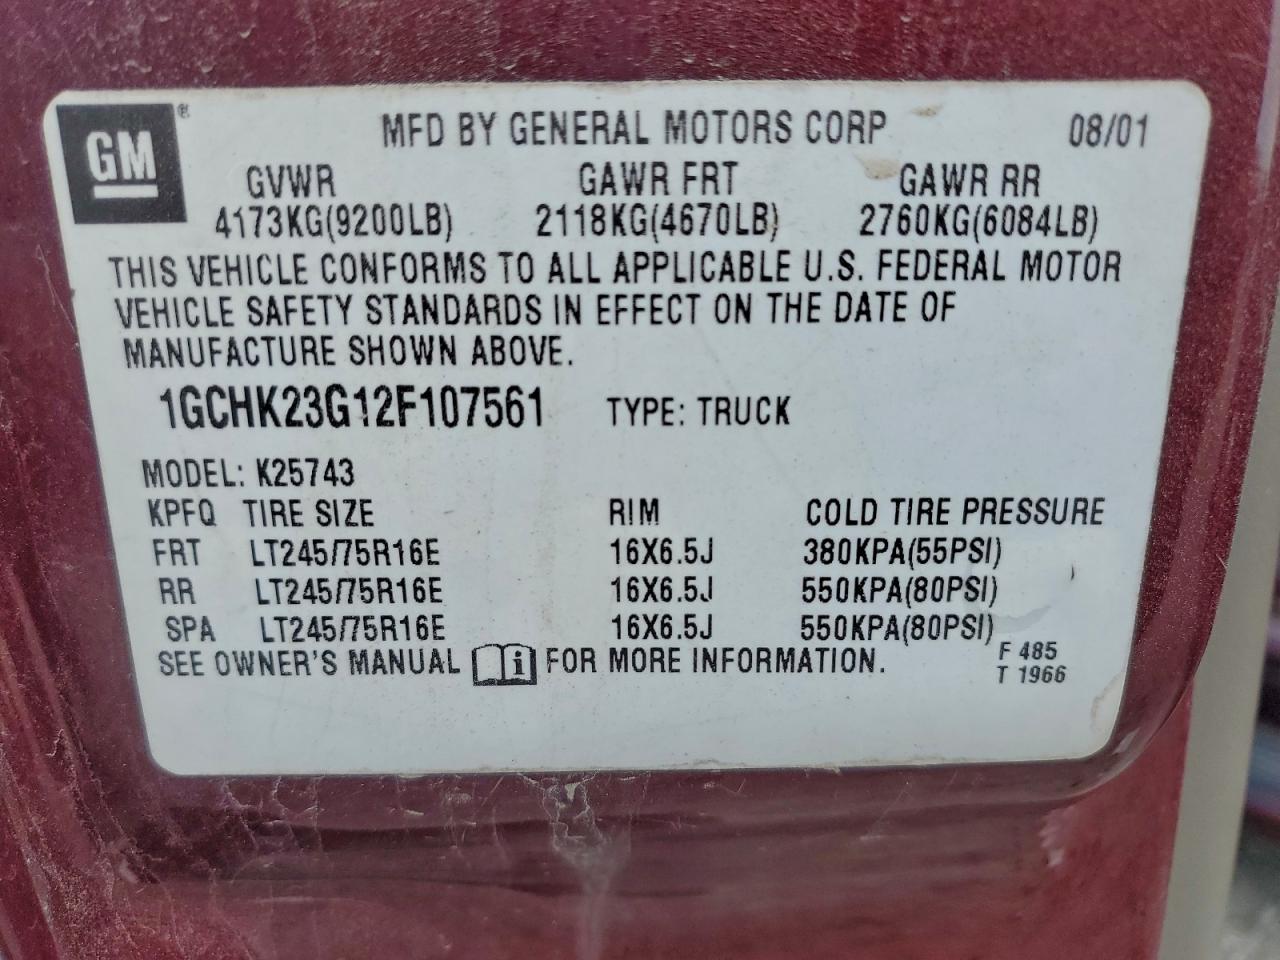 GM ® MFD BY GENERAL MOTORS CORP 08/01
GVWR GAWR FRT GAWR RR
4173KG(9200LB) 2118KG(4670LB) 2760KG(6084LB)
THIS VEHICLE CONFORMS TO ALL APPLICABLE U.S. FEDERAL MOTOR
VEHICLE SAFETY STANDARDS IN EFFECT ON THE DATE OF
MANUFACTURE SHOWN ABOVE.
1GCHK23G12F107561 TYPE: TRUCK
MODEL: K25743
KPFQ TIRE SIZE RIM COLD TIRE PRESSURE
FRT LT245/75R16E 16X6.5J 380KPA(55PSI)
RR LT245/75R16E 16X6.5J 550KPA(80PSI)
SPA LT245/75R16E 16X6.5J 550KPA(80PSI)
SEE OWNER'S MANUAL i FOR MORE INFORMATION. F 485
T 1966